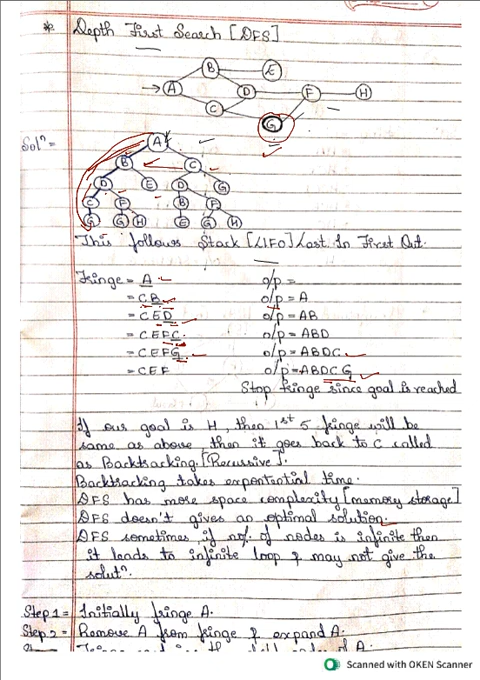 * Depth First Search [DFS]
B E
A D F H
C
G
Soln =
A
B C
D E D G
C F B F
G G H E G H
This follows Stack [LIFO] Last In First Out.
Fringe = A o/p =
= CB o/p = A
= CED o/p = AB
= CEFC o/p = ABD
= CEFG o/p = ABDC
= CEF o/p = ABDCG
Stop fringe since goal is reached
If our goal is H, then 1st 5 fringe will be
same as above, then it goes back to C called
as Backtracking. [Recursive].
Backtracking takes expontential time.
DFS has more space complexity [memory storage]
DFS doesn't gives an optimal solution.
DFS sometimes, if no. of nodes is infinite then
it leads to infinite loop & may not give the
solutn.
Step 1 = Initially fringe A.
Step 2 = Remove A from fringe & expand A.
of A.
Scanned with OKEN Scanner